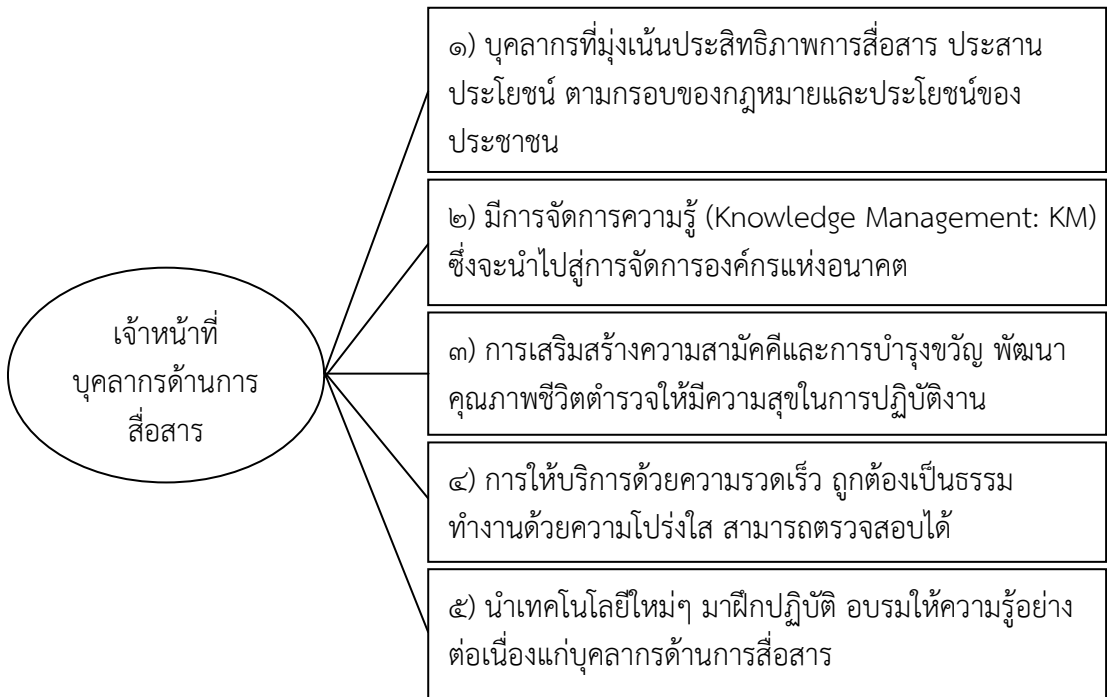 เจ้าหน้าที่
บุคลากรด้านการ
สื่อสาร
๑) บุคลากรที่มุ่งเน้นประสิทธิภาพการสื่อสาร ประสาน
ประโยชน์ ตามกรอบของกฎหมายและประโยชน์ของ
ประชาชน
๒) มีการจัดการความรู้ (Knowledge Management: KM)
ซึ่งจะนำไปสู่การจัดการองค์กรแห่งอนาคต
๓) การเสริมสร้างความสามัคคีและการบำรุงขวัญ พัฒนา
คุณภาพชีวิตตำรวจให้มีความสุขในการปฏิบัติงาน
๔) การให้บริการด้วยความรวดเร็ว ถูกต้องเป็นธรรม
ทำงานด้วยความโปร่งใส สามารถตรวจสอบได้
๕) นำเทคโนโลยีใหม่ๆ มาฝึกปฏิบัติ อบรมให้ความรู้อย่าง
ต่อเนื่องแก่บุคลากรด้านการสื่อสาร